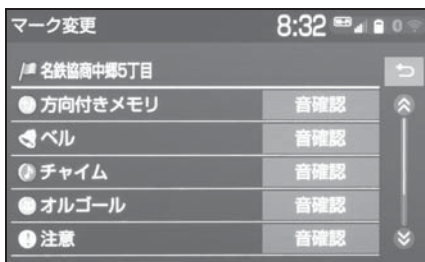 マーク変更 8:32 0
名鉄協商中郷5丁目
方向付きメモリ 音確認
ベル 音確認
チャイム 音確認
オルゴール 音確認
注意 音確認